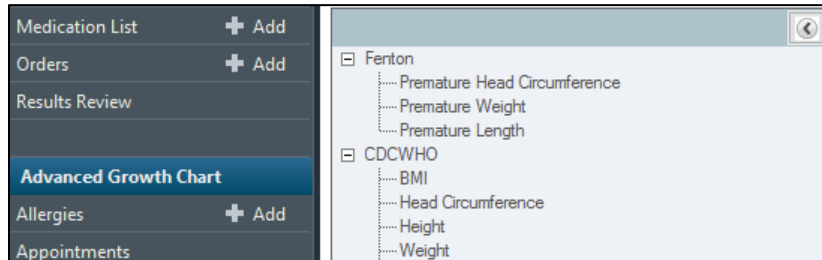 Medication List + Add
Orders + Add
Results Review
Advanced Growth Chart
Allergies + Add
Appointments
Fenton
Premature Head Circumference
Premature Weight
Premature Length
CDCWHO
BMI
Head Circumference
Height
Weight